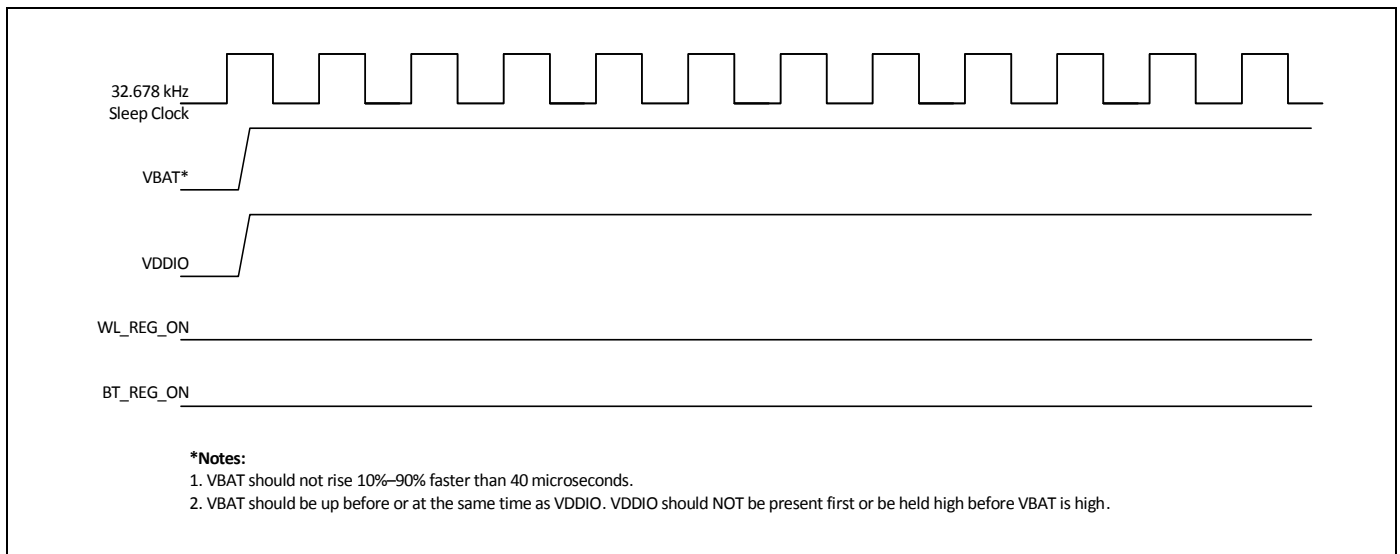 32.678 kHz
Sleep Clock
VBAT*
VDDIO
WL_REG_ON
BT_REG_ON
*Notes:
1. VBAT should not rise 10%–90% faster than 40 microseconds.
2. VBAT should be up before or at the same time as VDDIO. VDDIO should NOT be present first or be held high before VBAT is high.